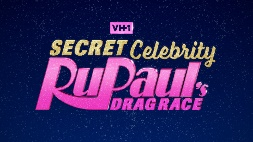 VH1
SECRET Celebrity
RuPaul's
DRAG RACE